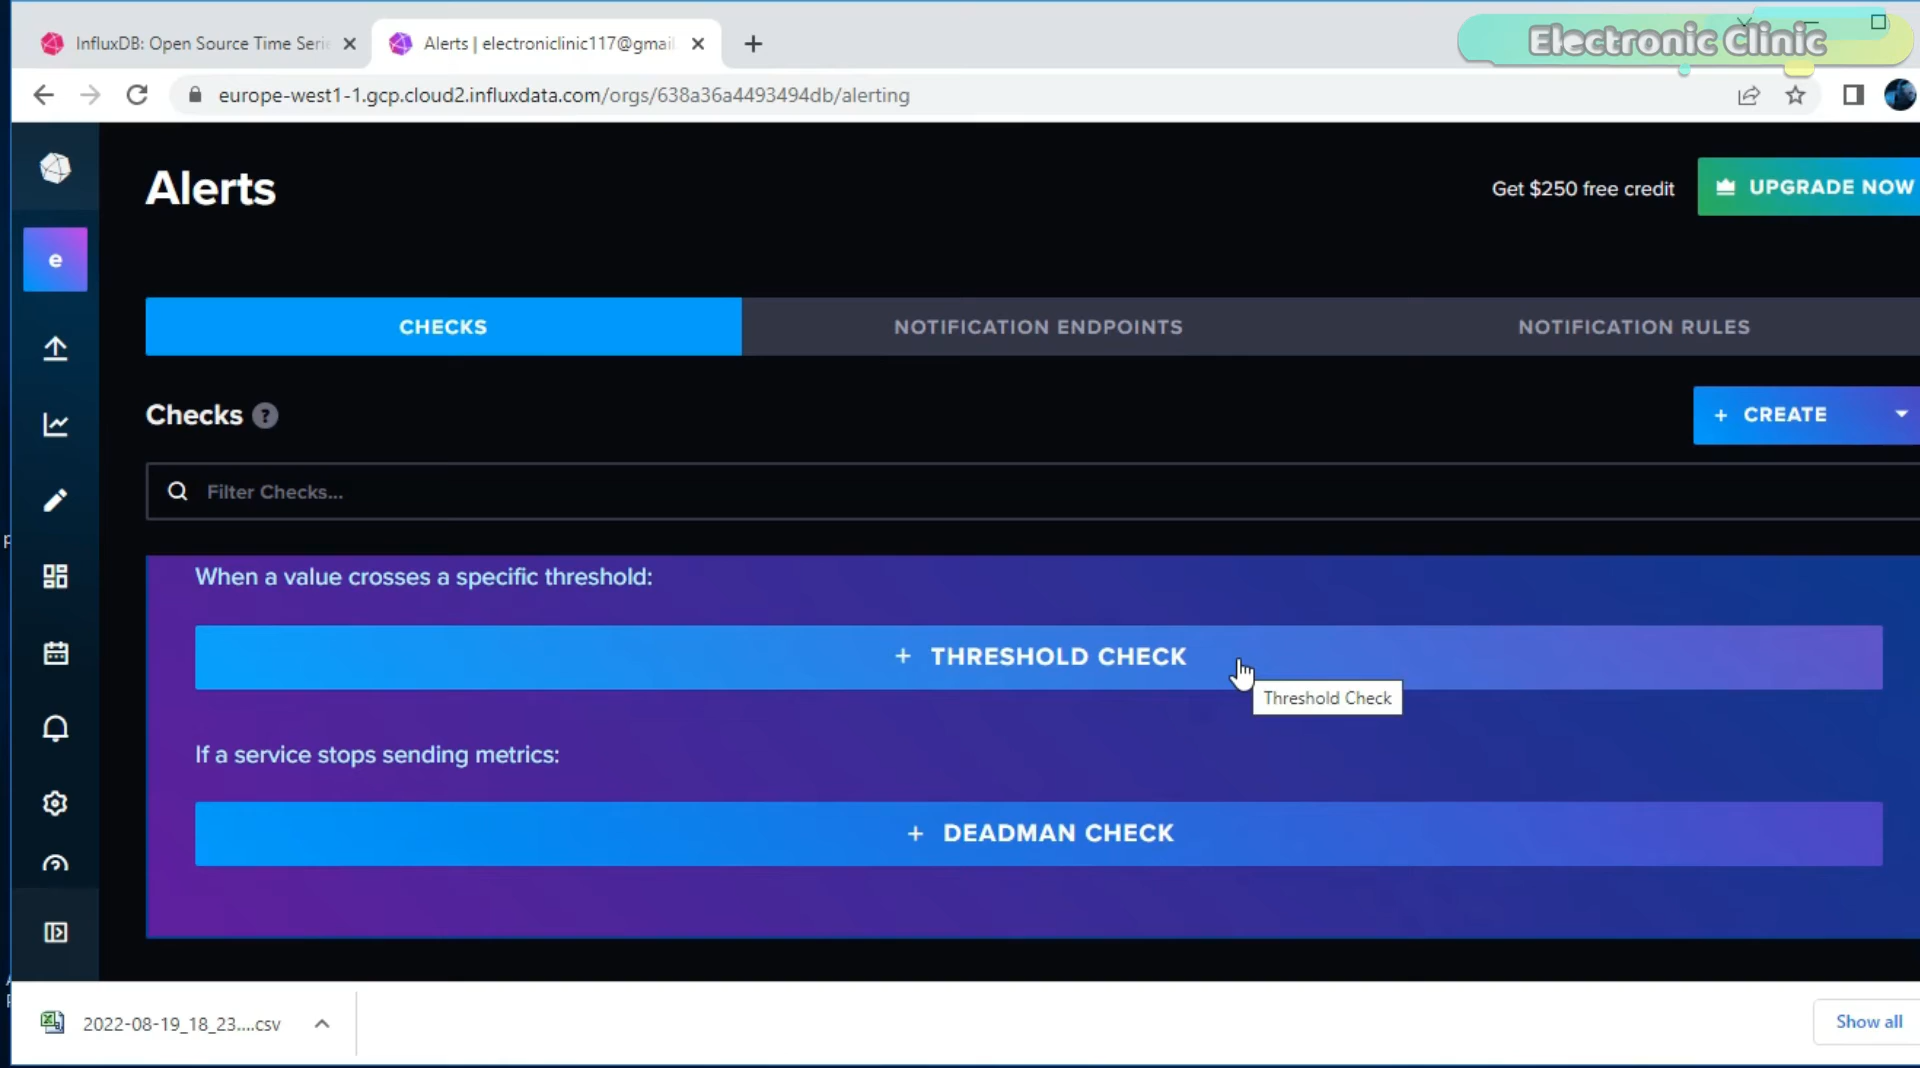 InfluxDB: Open Source Time Serie
Alerts | electroniclinic117@gmail
Electronic Clinic
europe-west1-1.gcp.cloud2.influxdata.com/orgs/638a36a4493494db/alerting
Alerts
Get $250 free credit
UPGRADE NOW
e
CHECKS
NOTIFICATION ENDPOINTS
NOTIFICATION RULES
Checks ?
+ CREATE
Filter Checks...
When a value crosses a specific threshold:
+ THRESHOLD CHECK
Threshold Check
If a service stops sending metrics:
+ DEADMAN CHECK
2022-08-19_18_23....csv
Show all